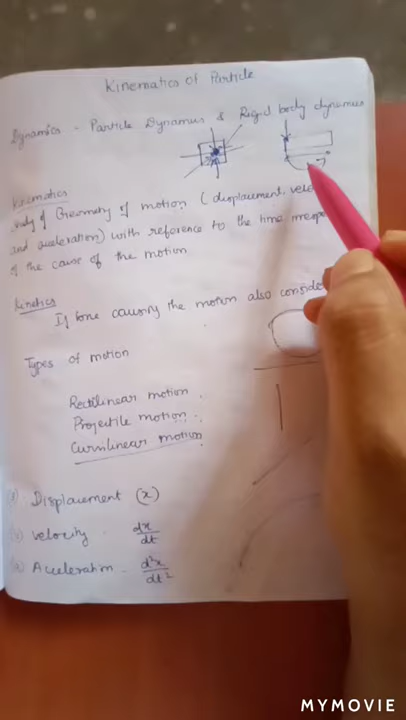 Kinematics of Particle
Dynamics - Particle Dynamics & Rigid body dynamics
Kinematics
study of Geometry of motion (displacement, velo
and acceleration) with reference to the time irrespe
of the cause of the motion
Kinetics
If force causing the motion also conside
Types of motion
Rectilinear motion
Projectile motion
Curvilinear motion
Displacement (x)
(v) velocity. dx/dt
(a) Acceleration - d²x/dt²
MYMOVIE